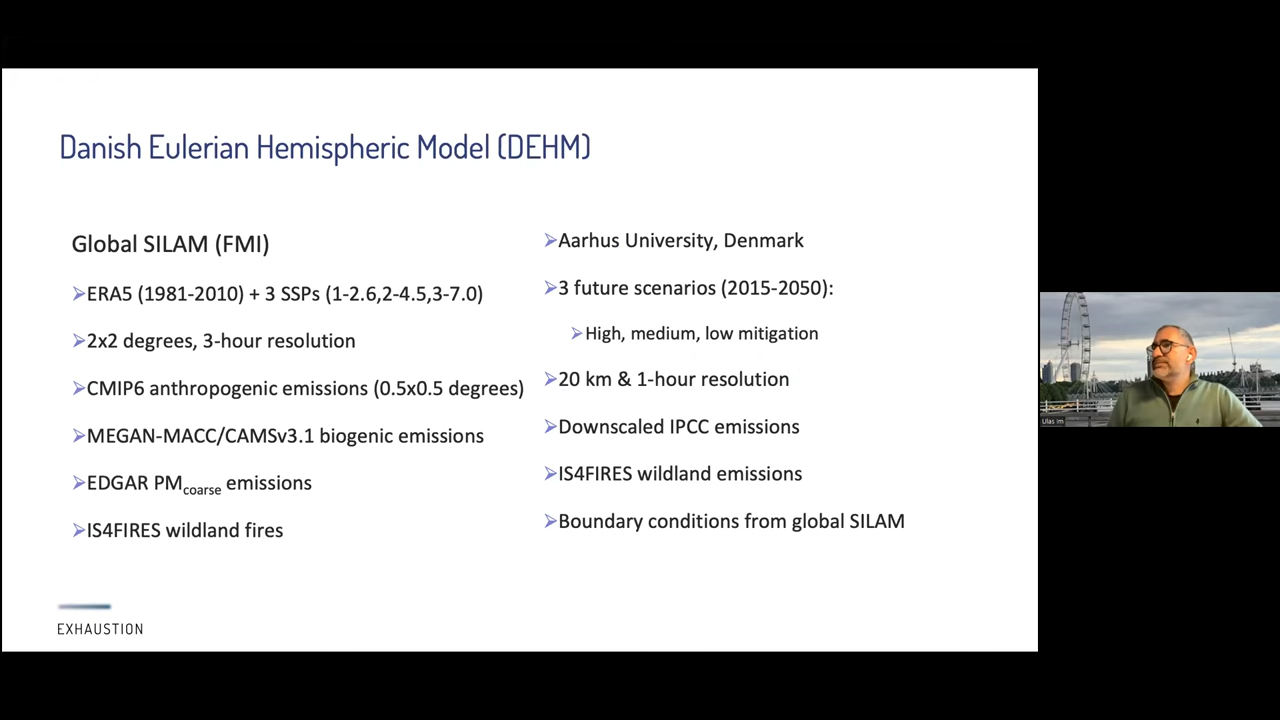 Danish Eulerian Hemispheric Model (DEHM)
Global SILAM (FMI)
ERA5 (1981-2010) + 3 SSPs (1-2.6,2-4.5,3-7.0)
2x2 degrees, 3-hour resolution
CMIP6 anthropogenic emissions (0.5x0.5 degrees)
MEGAN-MACC/CAMSv3.1 biogenic emissions
EDGAR PMcoarse emissions
IS4FIRES wildland fires
Aarhus University, Denmark
3 future scenarios (2015-2050):
High, medium, low mitigation
20 km & 1-hour resolution
Downscaled IPCC emissions
IS4FIRES wildland emissions
Boundary conditions from global SILAM
EXHAUSTION
Ulas Im